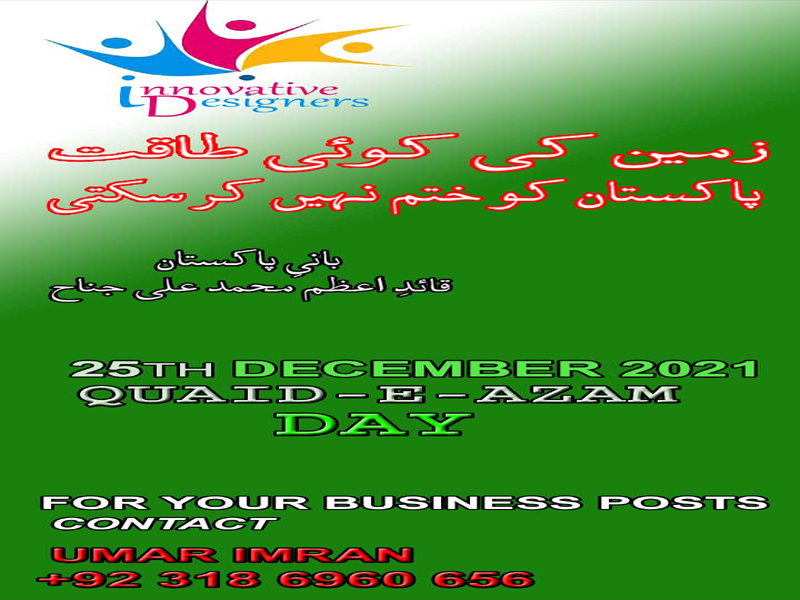 innovative
Designers
زمین کی کوئی طاقت
پاکستان کو ختم نہیں کر سکتی
بانیِ پاکستان
قائدِ اعظم محمد علی جناح
25TH DECEMBER 2021
QUAID-E-AZAM
DAY
FOR YOUR BUSINESS POSTS
CONTACT
UMAR IMRAN
+92 318 6960 656